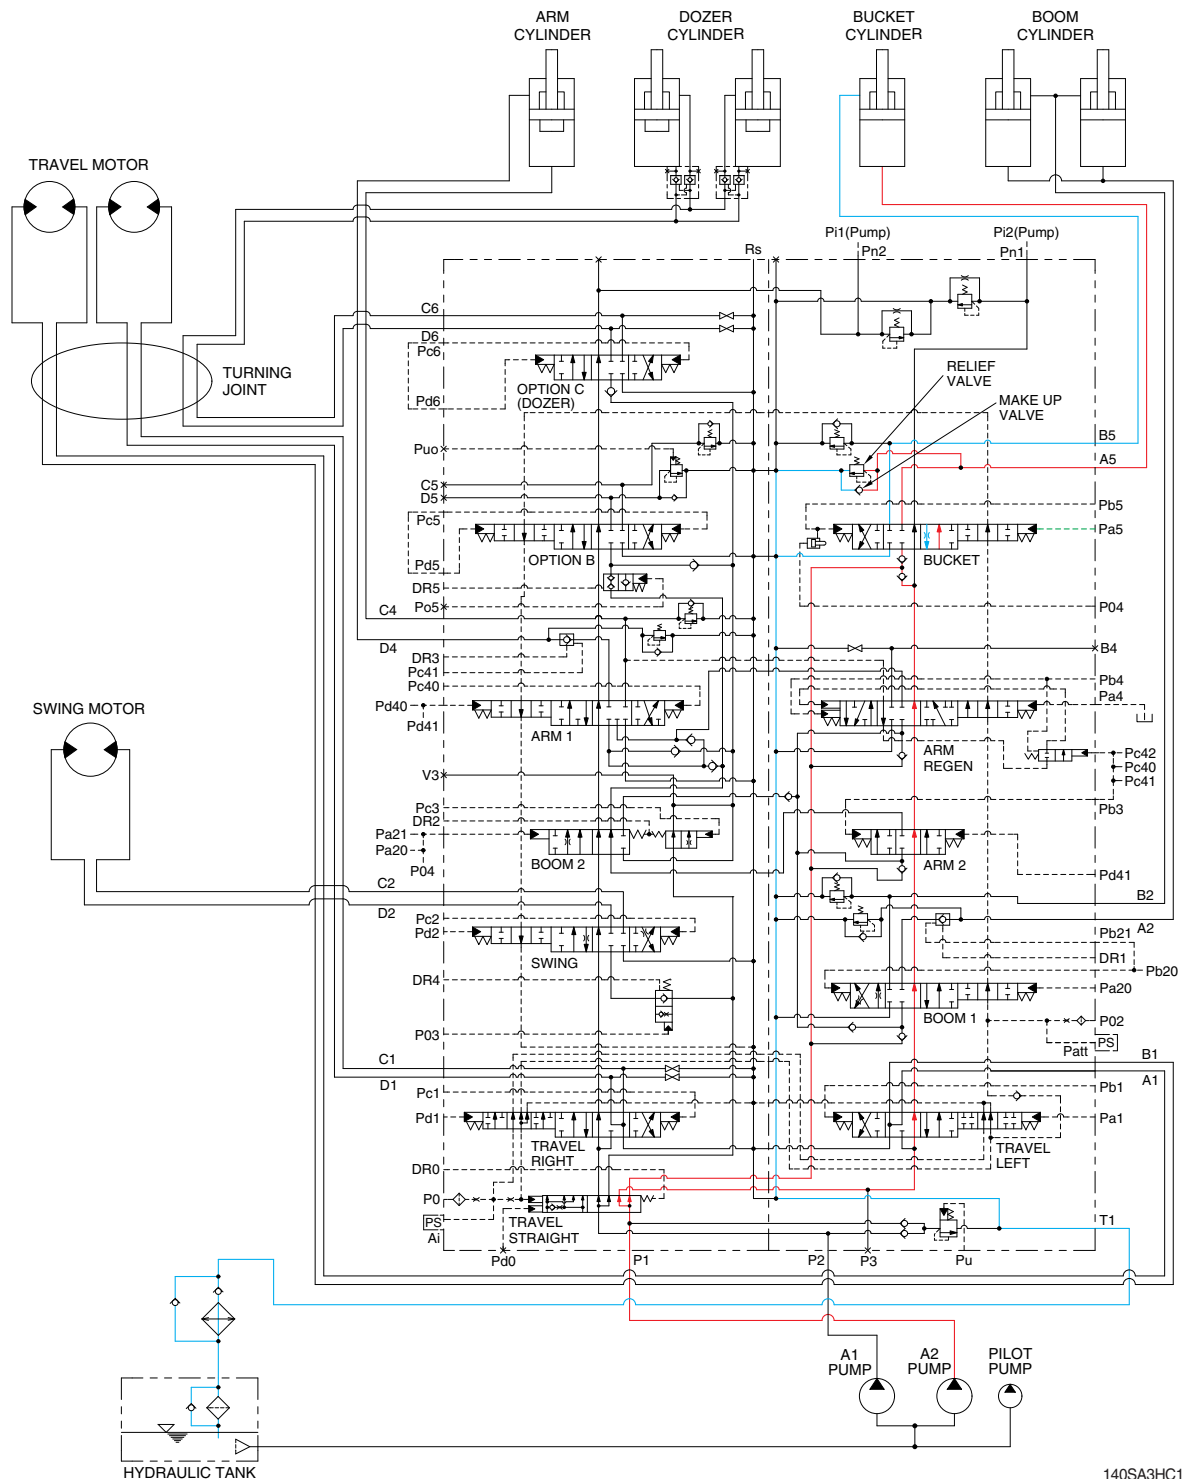 ARM
CYLINDER
DOZER
CYLINDER
BUCKET
CYLINDER
BOOM
CYLINDER
TRAVEL MOTOR
TURNING
JOINT
SWING MOTOR
Rs
Pi1(Pump)
Pn2
Pi2(Pump)
Pn1
C6
D6
Pc6
Pd6
OPTION C
(DOZER)
RELIEF
VALVE
MAKE UP
VALVE
Puo
C5
D5
Pc5
Pd5
OPTION B
DR5
Po5
B5
A5
Pb5
Pa5
BUCKET
P04
C4
D4
DR3
Pc41
Pc40
Pd40
Pd41
ARM 1
B4
Pb4
Pa4
ARM
REGEN
Pc42
Pc40
Pc41
V3
Pc3
DR2
Pa21
Pa20
P04
BOOM 2
Pb3
ARM 2
Pd41
C2
D2
Pc2
Pd2
SWING
DR4
P03
B2
A2
Pb21
DR1
Pb20
Pa20
BOOM 1
P02
PS
Patt
C1
D1
Pc1
Pd1
TRAVEL
RIGHT
B1
A1
Pb1
Pa1
TRAVEL
LEFT
DR0
P0
PS
Ai
TRAVEL
STRAIGHT
T1
Pd0
P1
P2
P3
Pu
A1
PUMP
A2
PUMP
PILOT
PUMP
HYDRAULIC TANK
140SA3HC1